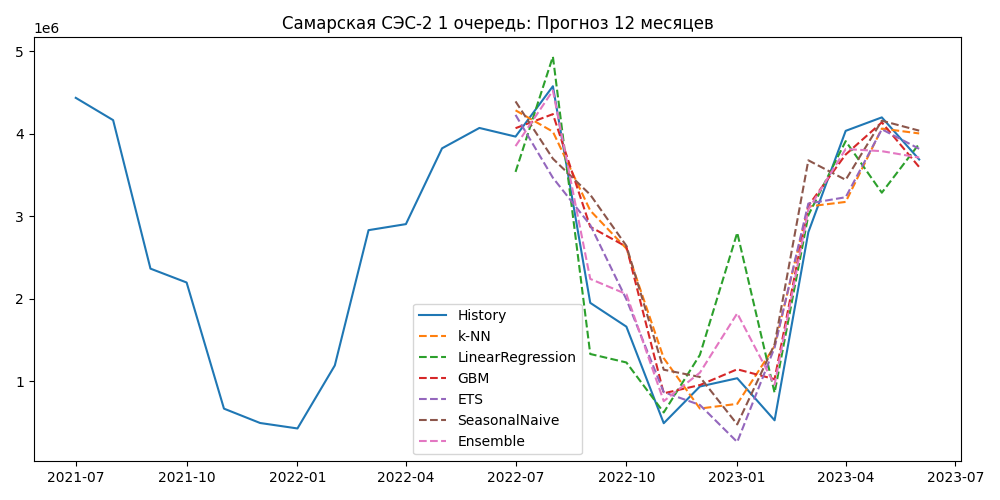 Самарская СЭС-2 1 очередь: Прогноз 12 месяцев
1e6
5
4
3
2
1
History
k-NN
LinearRegression
GBM
ETS
SeasonalNaive
Ensemble
2021-07 2021-10 2022-01 2022-04 2022-07 2022-10 2023-01 2023-04 2023-07